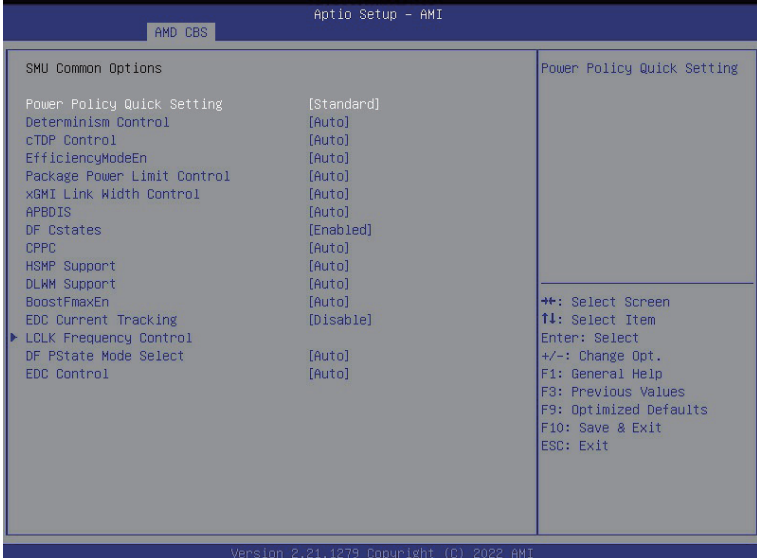 Aptio Setup – AMI
AMD CBS
SMU Common Options
Power Policy Quick Setting [Standard]
Determinism Control [Auto]
cTDP Control [Auto]
EfficiencyModeEn [Auto]
Package Power Limit Control [Auto]
xGMI Link Width Control [Auto]
APBDIS [Auto]
DF Cstates [Enabled]
CPPC [Auto]
HSMP Support [Auto]
DLWM Support [Auto]
BoostFmaxEn [Auto]
EDC Current Tracking [Disable]
▶ LCLK Frequency Control
DF PState Mode Select [Auto]
EDC Control [Auto]
Power Policy Quick Setting
→←: Select Screen
↑↓: Select Item
Enter: Select
+/-: Change Opt.
F1: General Help
F3: Previous Values
F9: Optimized Defaults
F10: Save & Exit
ESC: Exit
Version 2.21.1279 Copyright (C) 2022 AMI